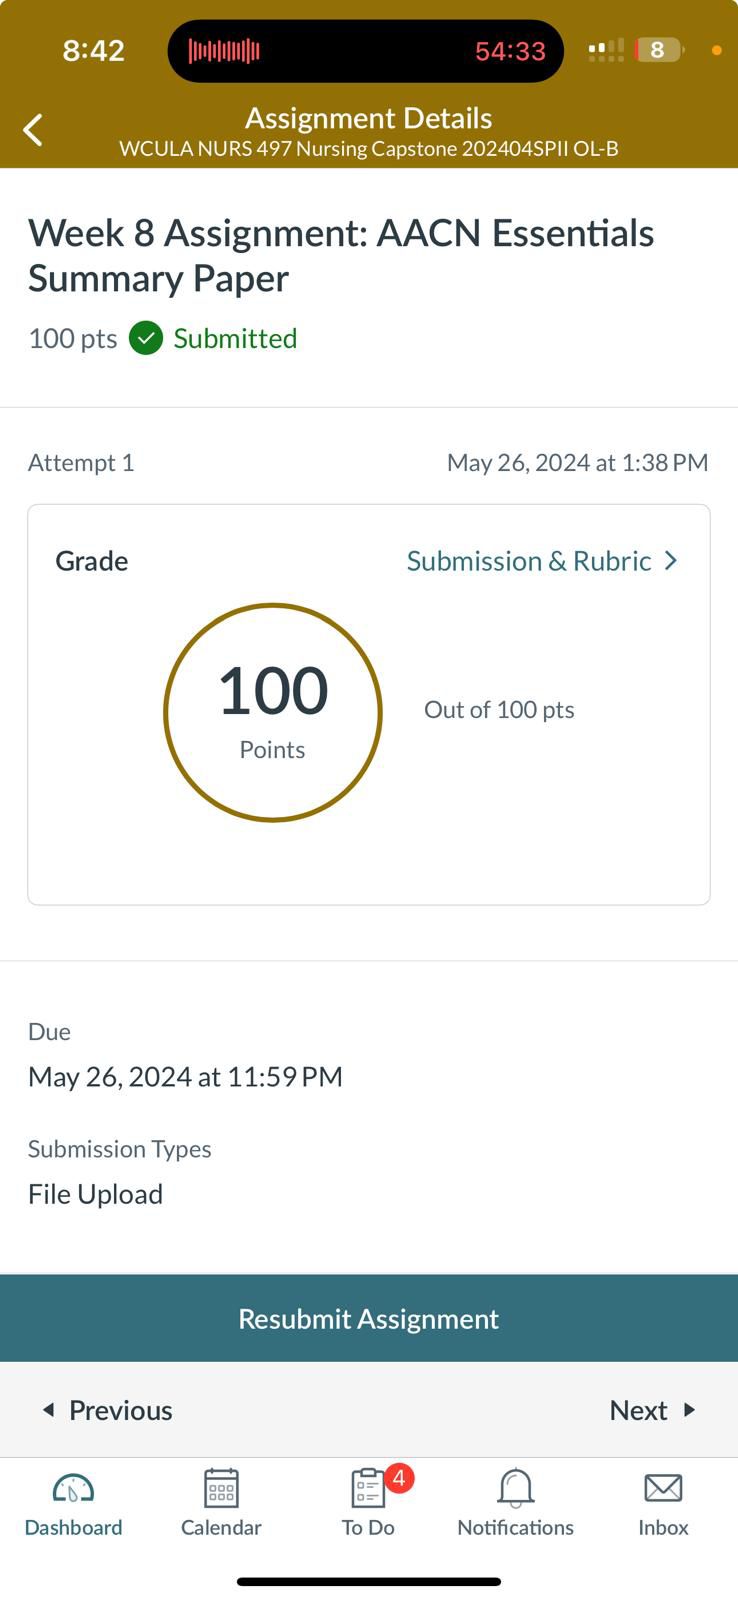 8:42
54:33
8
Assignment Details
WCULA NURS 497 Nursing Capstone 202404SPII OL-B
Week 8 Assignment: AACN Essentials
Summary Paper
100 pts Submitted
Attempt 1
May 26, 2024 at 1:38 PM
Grade
Submission & Rubric
100
Points
Out of 100 pts
Due
May 26, 2024 at 11:59 PM
Submission Types
File Upload
Resubmit Assignment
Previous
Next
4
Dashboard
Calendar
To Do
Notifications
Inbox